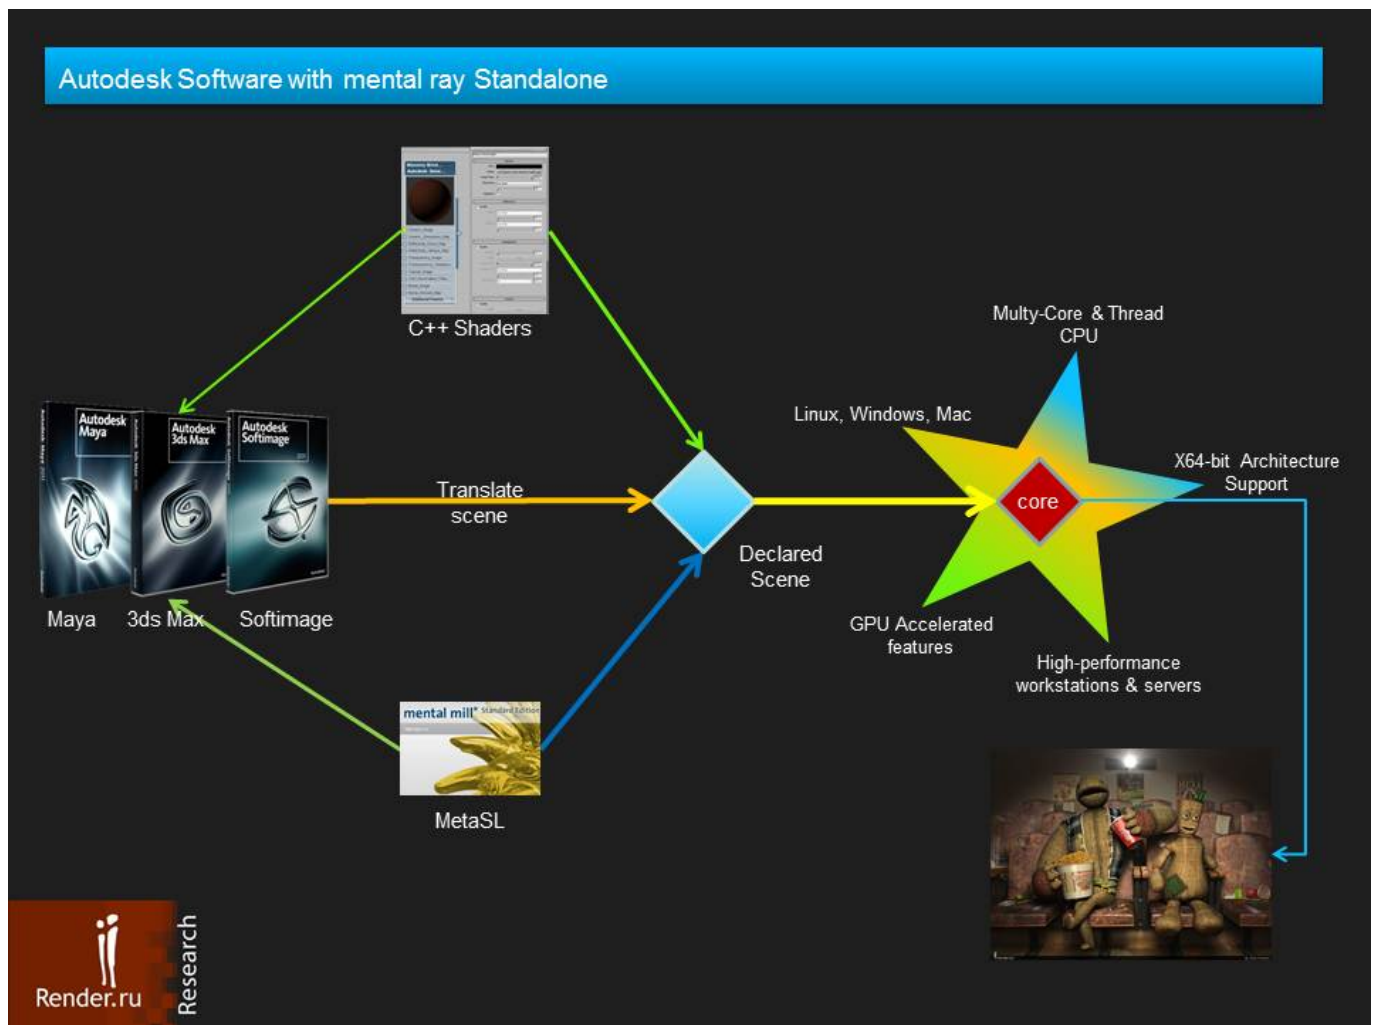 Autodesk Software with mental ray Standalone
C++ Shaders
Multy-Core & Thread
CPU
Linux, Windows, Mac
X64-bit Architecture
Support
Autodesk
Maya
Autodesk
3ds Max
Autodesk
Softimage
Translate
scene
core
Declared
Scene
Maya
3ds Max
Softimage
GPU Accelerated
features
High-performance
workstations & servers
mental mill® Standard Edition
MetaSL
Render.ru
Research